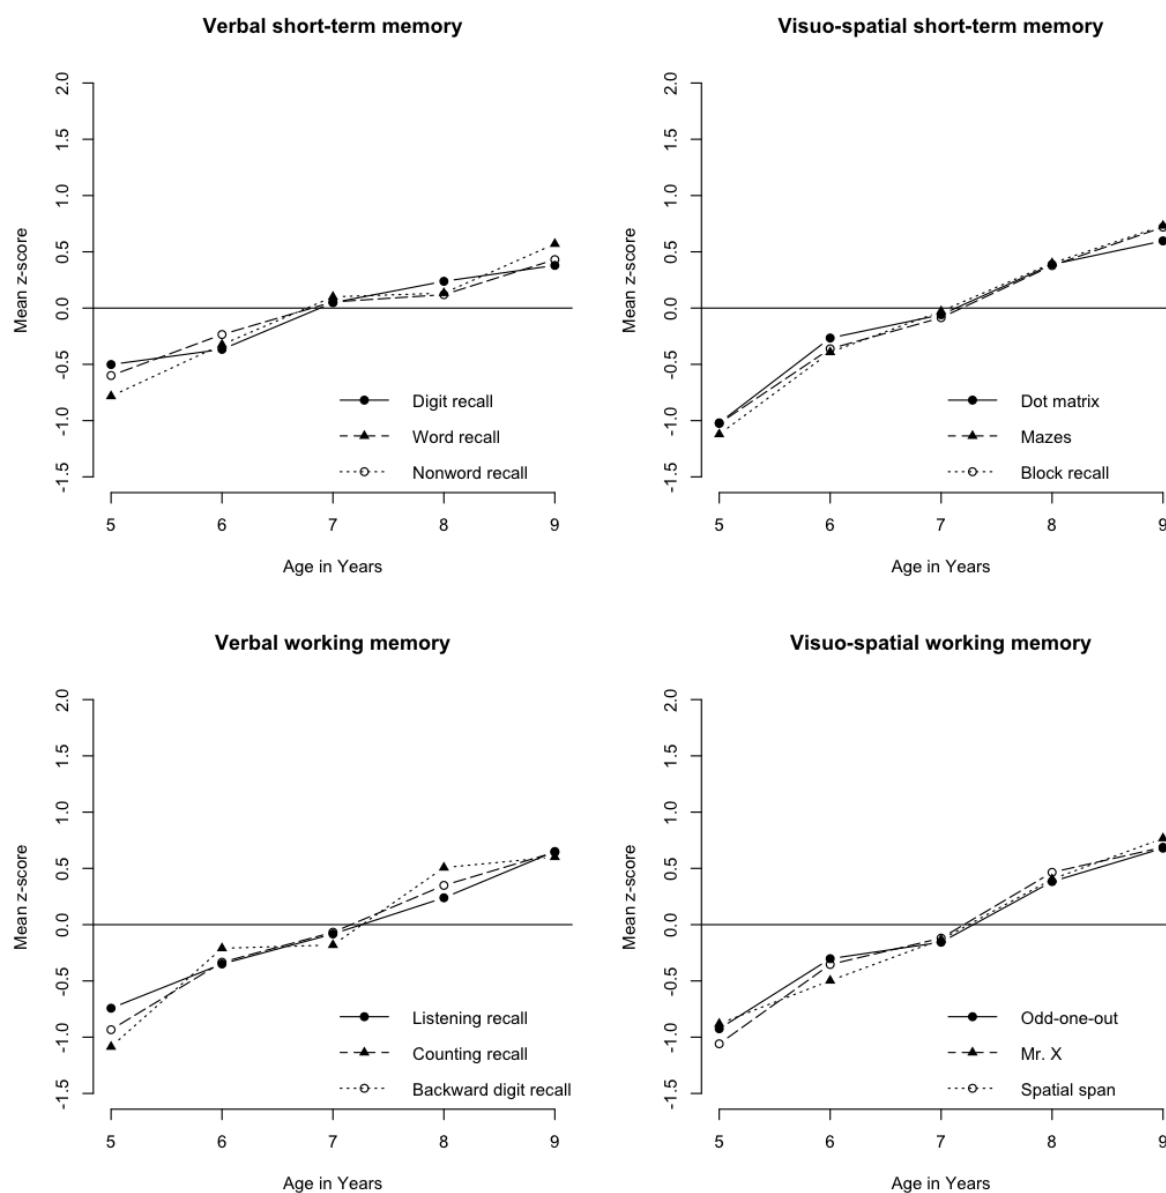 Verbal short-term memory
Mean z-score
2.0
1.5
1.0
0.5
0.0
-0.5
-1.0
-1.5
Digit recall
Word recall
Nonword recall
5 6 7 8 9
Age in Years
Visuo-spatial short-term memory
Mean z-score
2.0
1.5
1.0
0.5
0.0
-0.5
-1.0
-1.5
Dot matrix
Mazes
Block recall
5 6 7 8 9
Age in Years
Verbal working memory
Mean z-score
2.0
1.5
1.0
0.5
0.0
-0.5
-1.0
-1.5
Listening recall
Counting recall
Backward digit recall
5 6 7 8 9
Age in Years
Visuo-spatial working memory
Mean z-score
2.0
1.5
1.0
0.5
0.0
-0.5
-1.0
-1.5
Odd-one-out
Mr. X
Spatial span
5 6 7 8 9
Age in Years